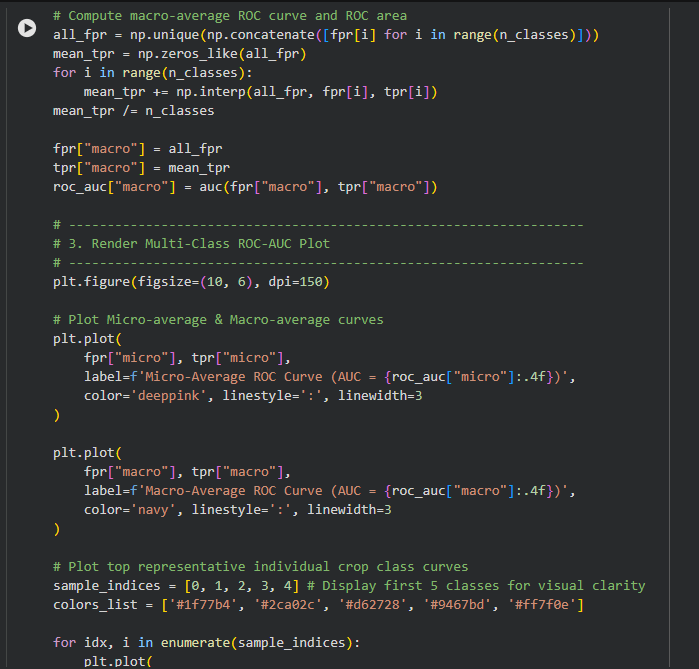 # Compute macro-average ROC curve and ROC area
all_fpr = np.unique(np.concatenate([fpr[i] for i in range(n_classes)]))
mean_tpr = np.zeros_like(all_fpr)
for i in range(n_classes):
    mean_tpr += np.interp(all_fpr, fpr[i], tpr[i])
mean_tpr /= n_classes

fpr["macro"] = all_fpr
tpr["macro"] = mean_tpr
roc_auc["macro"] = auc(fpr["macro"], tpr["macro"])

# -------------------------------------------------------------------
# 3. Render Multi-Class ROC-AUC Plot
# -------------------------------------------------------------------
plt.figure(figsize=(10, 6), dpi=150)

# Plot Micro-average & Macro-average curves
plt.plot(
    fpr["micro"], tpr["micro"],
    label=f'Micro-Average ROC Curve (AUC = {roc_auc["micro"]:.4f})',
    color='deeppink', linestyle=':', linewidth=3
)

plt.plot(
    fpr["macro"], tpr["macro"],
    label=f'Macro-Average ROC Curve (AUC = {roc_auc["macro"]:.4f})',
    color='navy', linestyle=':', linewidth=3
)

# Plot top representative individual crop class curves
sample_indices = [0, 1, 2, 3, 4] # Display first 5 classes for visual clarity
colors_list = ['#1f77b4', '#2ca02c', '#d62728', '#9467bd', '#ff7f0e']

for idx, i in enumerate(sample_indices):
    plt.plot(